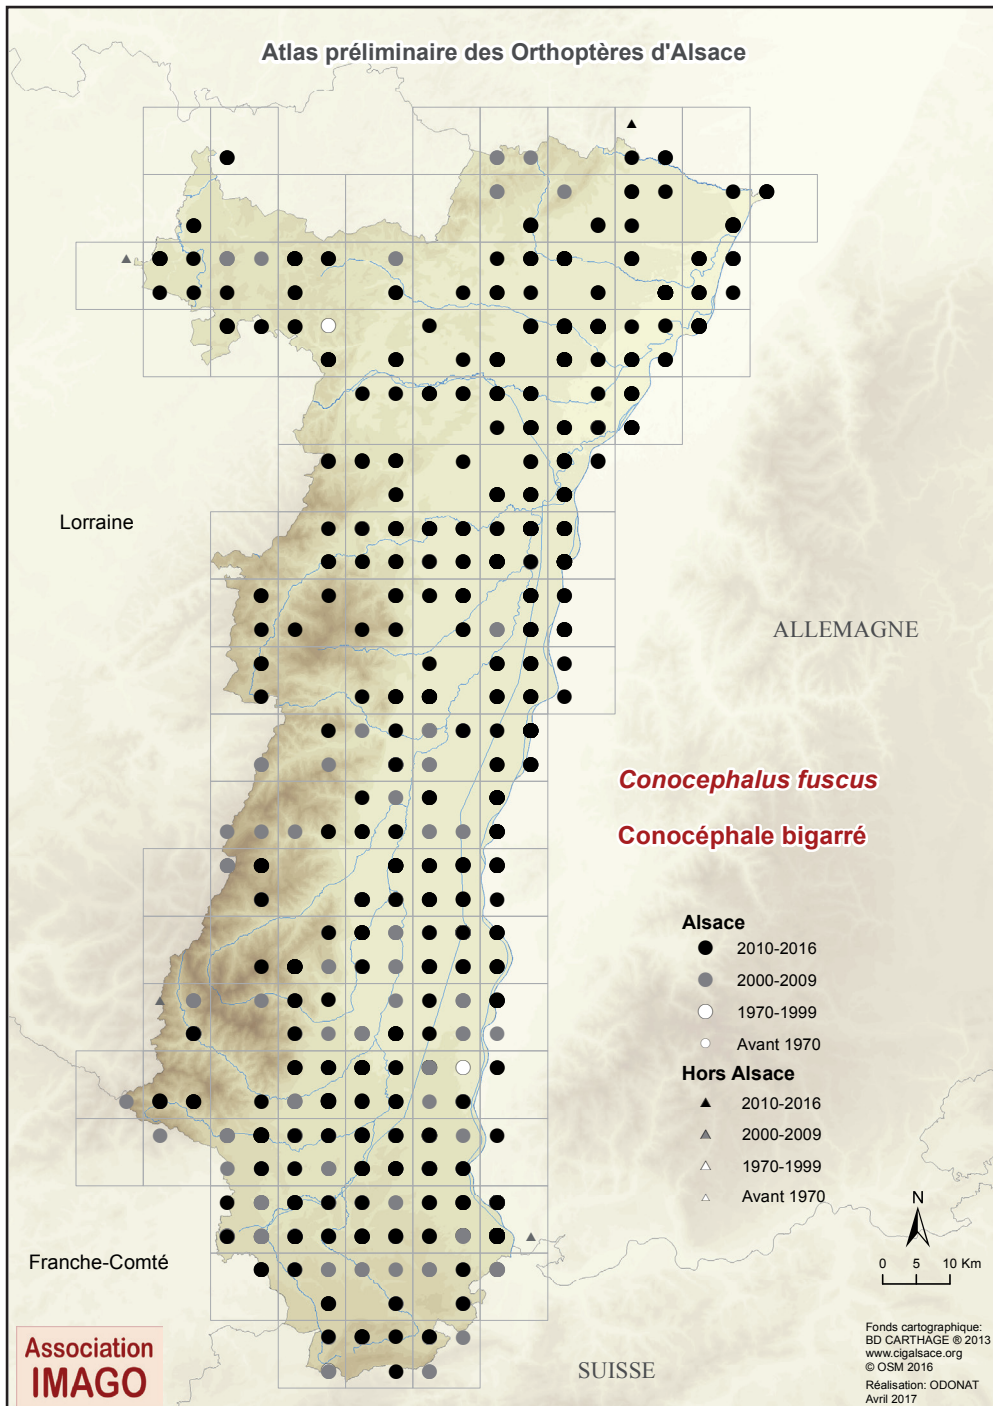 Atlas préliminaire des Orthoptères d'Alsace
Lorraine
ALLEMAGNE
Conocephalus fuscus
Conocéphale bigarré
Alsace
2010-2016
2000-2009
1970-1999
Avant 1970
Hors Alsace
2010-2016
2000-2009
1970-1999
Avant 1970
N
0 5 10 Km
Franche-Comté
SUISSE
Association
IMAGO
Fonds cartographique:
BD CARTHAGE ® 2013
www.cigalsace.org
© OSM 2016
Réalisation: ODONAT
Avril 2017